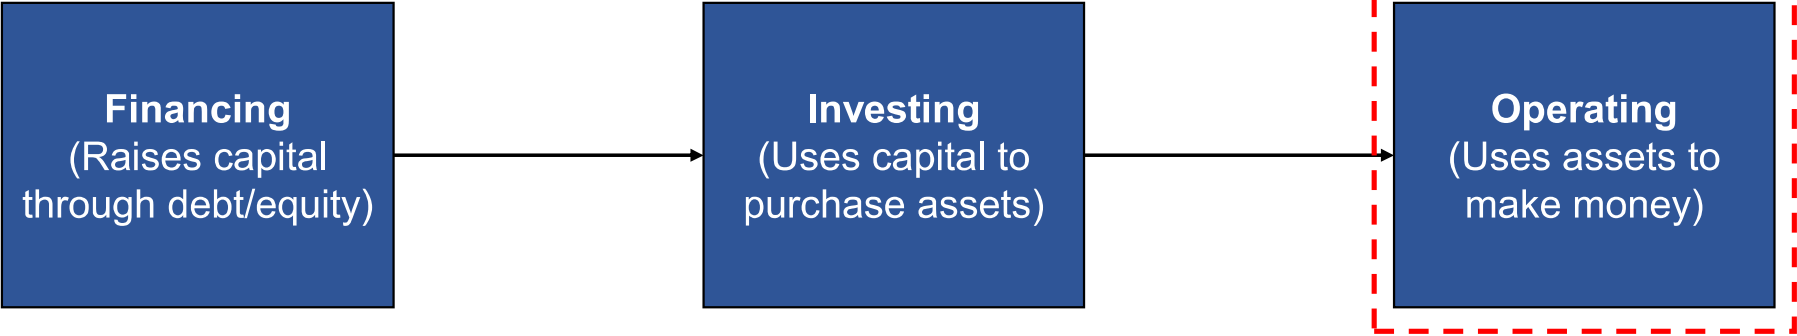 Financing
(Raises capital
through debt/equity)
Investing
(Uses capital to
purchase assets)
Operating
(Uses assets to
make money)